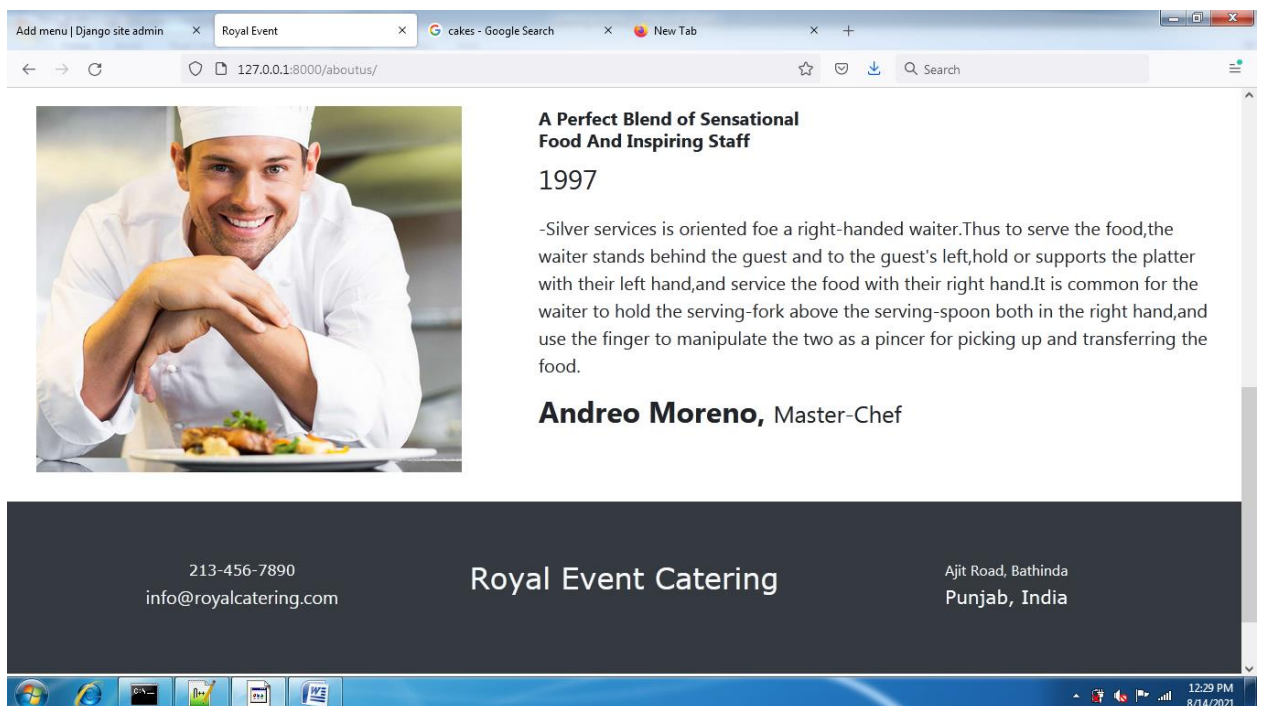 Add menu | Django site admin
Royal Event
G cakes - Google Search
New Tab
127.0.0.1:8000/aboutus/
Search
A Perfect Blend of Sensational
Food And Inspiring Staff
1997
-Silver services is oriented foe a right-handed waiter.Thus to serve the food,the
waiter stands behind the guest and to the guest's left,hold or supports the platter
with their left hand,and service the food with their right hand.It is common for the
waiter to hold the serving-fork above the serving-spoon both in the right hand,and
use the finger to manipulate the two as a pincer for picking up and transferring the
food.
Andreo Moreno, Master-Chef
213-456-7890
info@royalcatering.com
Royal Event Catering
Ajit Road, Bathinda
Punjab, India
12:29 PM
8/14/2021